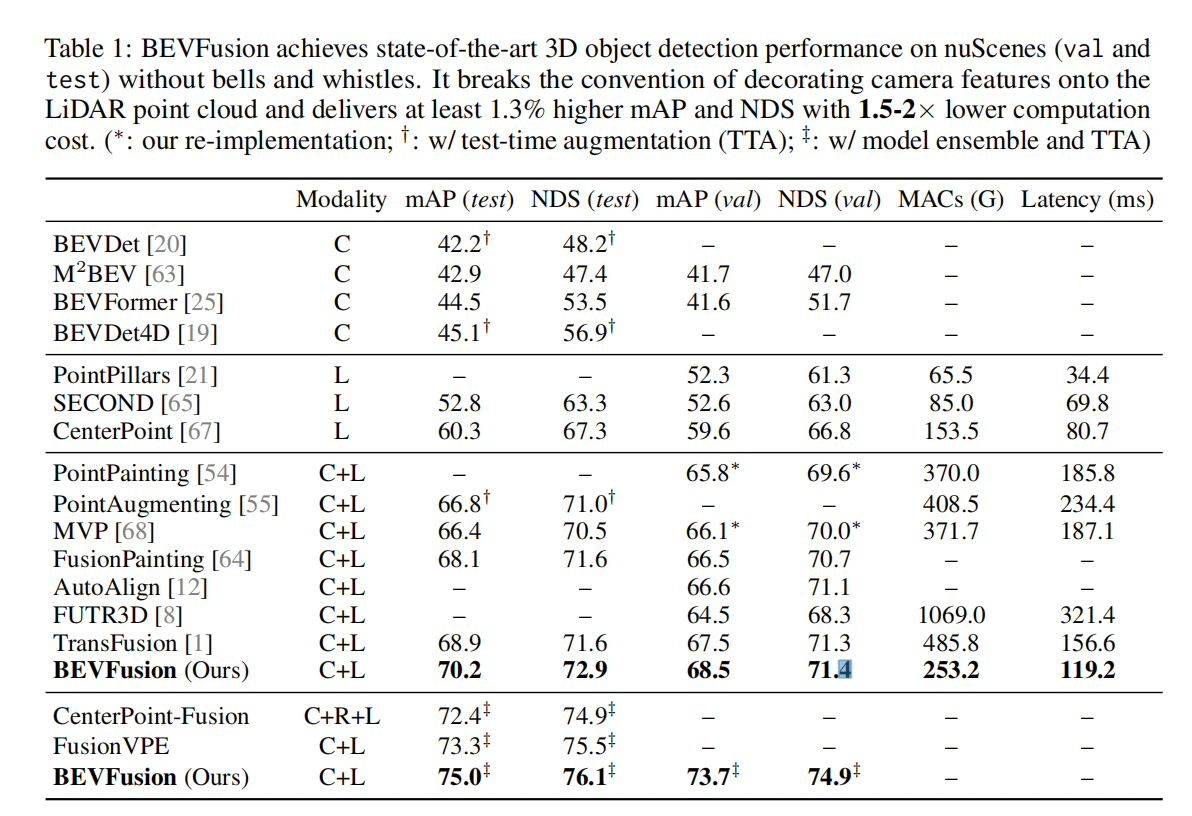 Table 1: BEVFusion achieves state-of-the-art 3D object detection performance on nuScenes (val and
test) without bells and whistles. It breaks the convention of decorating camera features onto the
LiDAR point cloud and delivers at least 1.3% higher mAP and NDS with 1.5-2× lower computation
cost. (*: our re-implementation; †: w/ test-time augmentation (TTA); ‡: w/ model ensemble and TTA)
Modality mAP (test) NDS (test) mAP (val) NDS (val) MACs (G) Latency (ms)
BEVDet [20] C 42.2† 48.2† – – – –
M²BEV [63] C 42.9 47.4 41.7 47.0 – –
BEVFormer [25] C 44.5 53.5 41.6 51.7 – –
BEVDet4D [19] C 45.1† 56.9† – – – –
PointPillars [21] L – – 52.3 61.3 65.5 34.4
SECOND [65] L 52.8 63.3 52.6 63.0 85.0 69.8
CenterPoint [67] L 60.3 67.3 59.6 66.8 153.5 80.7
PointPainting [54] C+L – – 65.8* 69.6* 370.0 185.8
PointAugmenting [55] C+L 66.8† 71.0† – – 408.5 234.4
MVP [68] C+L 66.4 70.5 66.1* 70.0* 371.7 187.1
FusionPainting [64] C+L 68.1 71.6 66.5 70.7 – –
AutoAlign [12] C+L – – 66.6 71.1 – –
FUTR3D [8] C+L – – 64.5 68.3 1069.0 321.4
TransFusion [1] C+L 68.9 71.6 67.5 71.3 485.8 156.6
BEVFusion (Ours) C+L 70.2 72.9 68.5 71.4 253.2 119.2
CenterPoint-Fusion C+R+L 72.4‡ 74.9‡ – – – –
FusionVPE C+L 73.3‡ 75.5‡ – – – –
BEVFusion (Ours) C+L 75.0‡ 76.1‡ 73.7‡ 74.9‡ – –